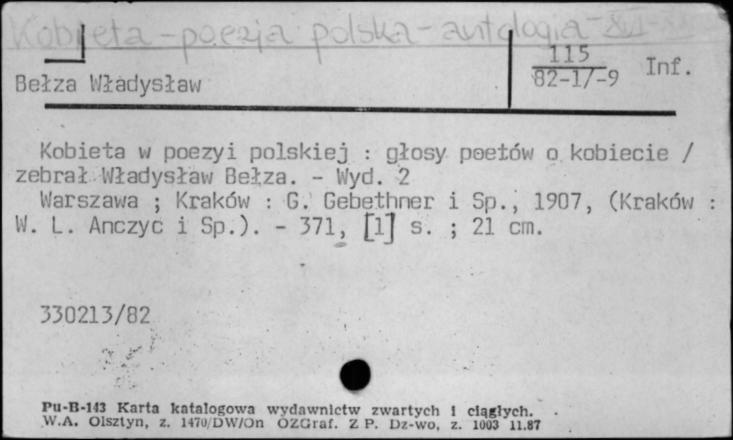 Kobieta - poezja polska - antologia -
115
82-1/-9 Inf.
Bełza Władysław
Kobieta w poezyi polskiej : głosy poetów o kobiecie /
zebrał Władysław Bełza. - Wyd. 2
Warszawa ; Kraków : G. Gebethner i Sp., 1907, (Kraków :
W. L. Anczyc i Sp.). - 371, [1] s. ; 21 cm.
330213/82
Pu-B-143 Karta katalogowa wydawnictw zwartych i ciągłych.
W.A. Olsztyn, z. 1470/DW/On OZGraf. Z P. Dz-wo, z. 1003 11.87